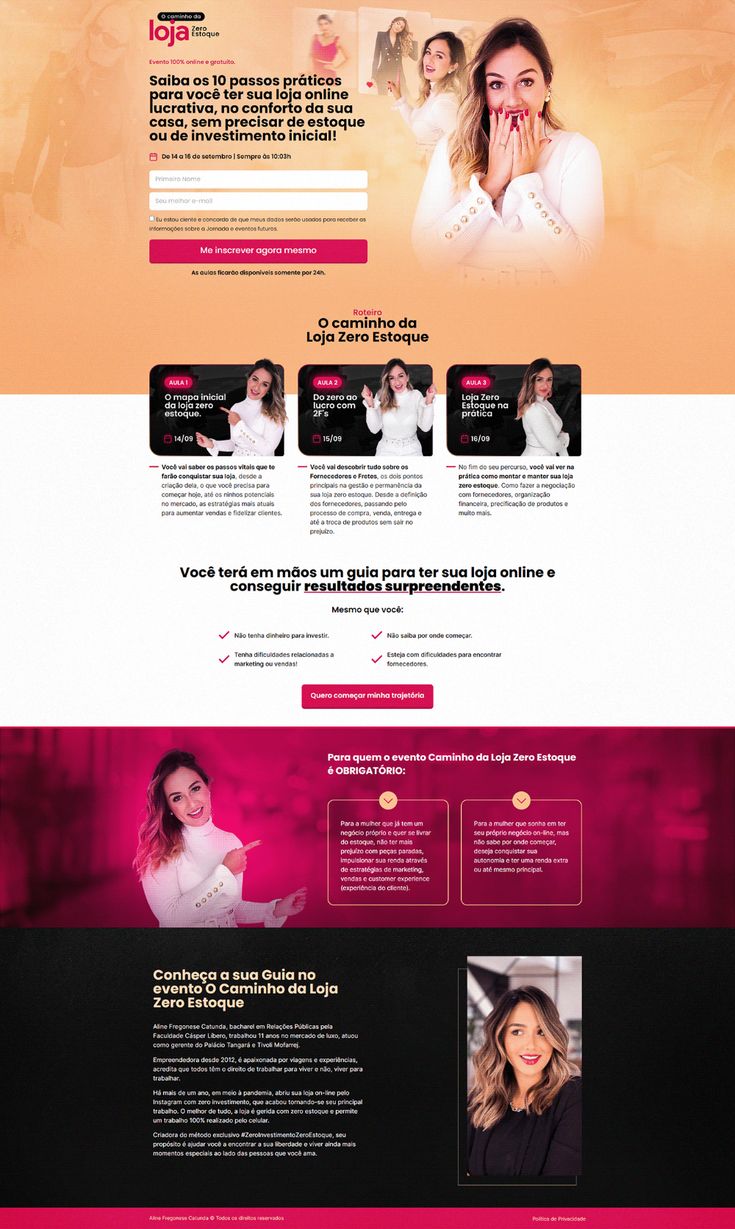 O caminho da
loja Zero
Estoque
Evento 100% online e gratuito.
Saiba os 10 passos práticos
para você ter sua loja online
lucrativa, no conforto da sua
casa, sem precisar de estoque
ou de investimento inicial!
De 14 a 16 de setembro | Sempre às 10:03h
Primeiro Nome
Seu melhor e-mail
Eu estou ciente e concordo de que meus dados serão usados para receber as
informações sobre a Jornada e eventos futuros.
Me inscrever agora mesmo
As aulas ficarão disponíveis somente por 24h.
Roteiro
O caminho da
Loja Zero Estoque
AULA 1
O mapa inicial
da loja zero
estoque.
14/09
AULA 2
Do zero ao
lucro com
2F's
15/09
AULA 3
Loja Zero
Estoque na
prática
16/09
Você vai saber os passos vitais que te
farão conquistar sua loja, desde a
criação dela, o que você precisa para
começar hoje, até os ninhos potenciais
no mercado, as estratégias mais atuais
para aumentar vendas e fidelizar clientes.
Você vai descobrir tudo sobre os
Fornecedores e Fretes, os dois pontos
principais na gestão e permanência da
sua loja zero estoque. Desde a definição
dos fornecedores, passando pelo
processo de compra, venda, entrega e
até a troca de produtos sem sair no
prejuízo.
No fim do seu percurso, você vai ver na
prática como montar e manter sua loja
zero estoque. Como fazer a negociação
com fornecedores, organização
financeira, precificação de produtos e
muito mais.
Você terá em mãos um guia para ter sua loja online e
conseguir resultados surpreendentes.
Mesmo que você:
Não tenha dinheiro para investir.
Não saiba por onde começar.
Tenha dificuldades relacionadas a
marketing ou vendas!
Esteja com dificuldades para encontrar
fornecedores.
Quero começar minha trajetória
Para quem o evento Caminho da Loja Zero Estoque
é OBRIGATÓRIO:
Para a mulher que já tem um
negócio próprio e quer se livrar
do estoque, não ter mais
prejuízo com peças paradas,
impulsionar sua renda através
de estratégias de marketing,
vendas e customer experience
(experiência do cliente).
Para a mulher que sonha em ter
seu próprio negócio on-line, mas
não sabe por onde começar,
deseja conquistar sua
autonomia e ter uma renda extra
ou até mesmo principal.
Conheça a sua Guia no
evento O Caminho da Loja
Zero Estoque
Aline Fregonese Catunda, bacharel em Relações Públicas pela
Faculdade Cásper Líbero, trabalhou 11 anos no mercado de luxo, atuou
como gerente do Palácio Tangará e Tivoli Mofarrej.
Empreendedora desde 2012, é apaixonada por viagens e experiências,
acredita que todos têm o direito de trabalhar para viver e não, viver para
trabalhar.
Há mais de um ano, em meio à pandemia, abriu sua loja on-line pelo
Instagram com zero investimento, que acabou tornando-se seu principal
trabalho. O melhor de tudo, a loja é gerida com zero estoque e permite
um trabalho 100% realizado pelo celular.
Criadora do método exclusivo #ZeroInvestimentoZeroEstoque, seu
propósito é ajudar você a encontrar a sua liberdade e viver ainda mais
momentos especiais ao lado das pessoas que você ama.
Aline Fregonese Catunda © Todos os direitos reservados
Política de Privacidade